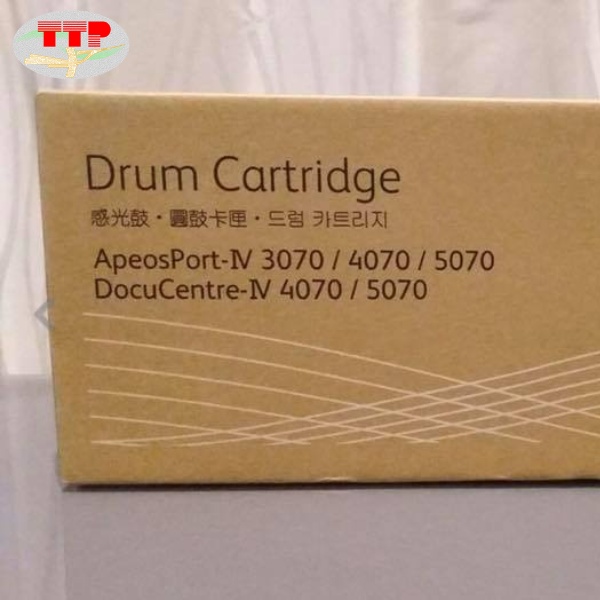 TTP
Drum Cartridge
感光鼓・圓鼓卡匣・드럼 카트리지
ApeosPort-IV 3070 / 4070 / 5070
DocuCentre-IV 4070 / 5070